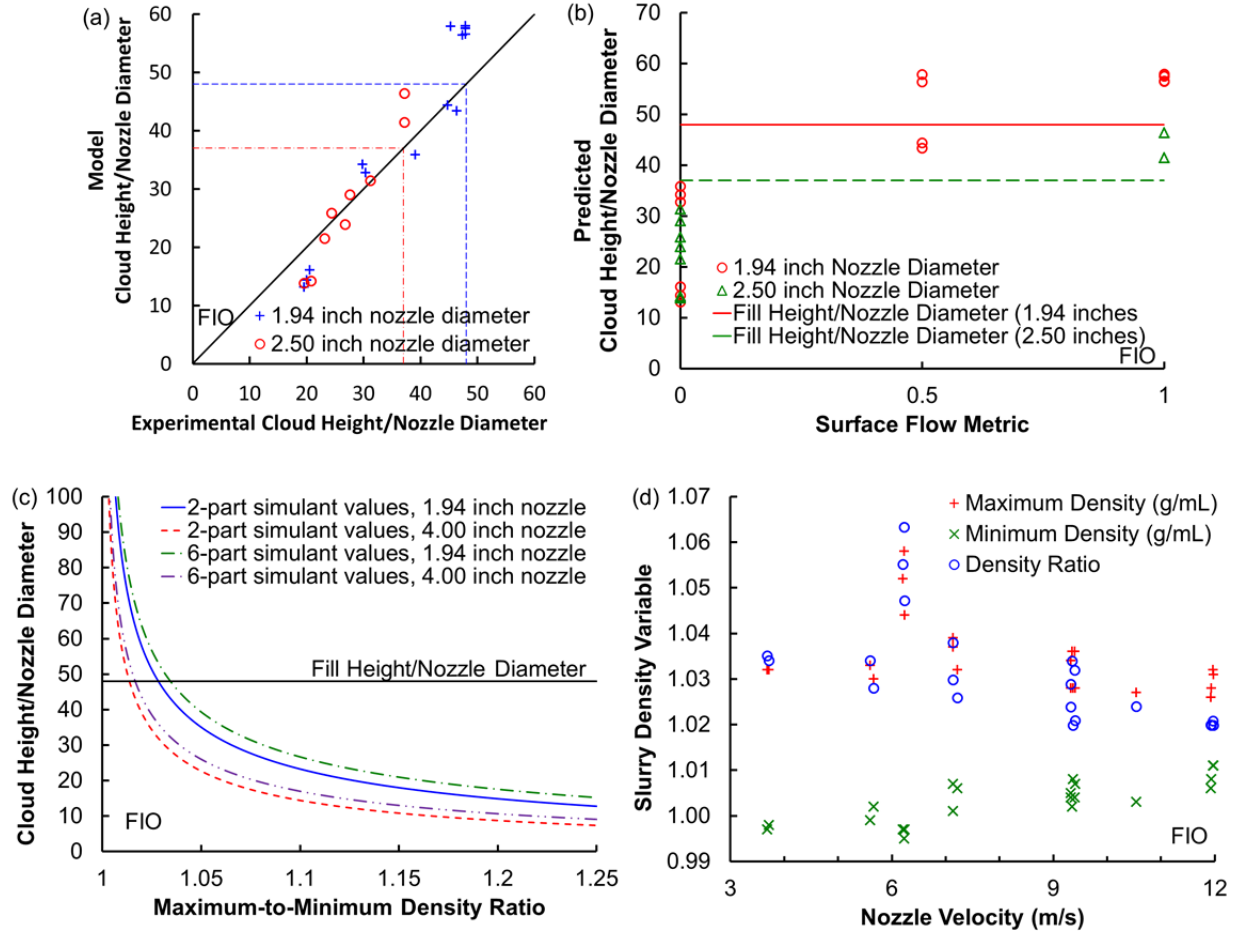 (a)
60
50
40
30
20
10
0
Model
Cloud Height/Nozzle Diameter
FIO
1.94 inch nozzle diameter
2.50 inch nozzle diameter
0 10 20 30 40 50 60
Experimental Cloud Height/Nozzle Diameter
(b)
70
60
50
40
30
20
10
0
Predicted
Cloud Height/Nozzle Diameter
1.94 inch Nozzle Diameter
2.50 inch Nozzle Diameter
Fill Height/Nozzle Diameter (1.94 inches
Fill Height/Nozzle Diameter (2.50 inches)
FIO
0 0.5 1
Surface Flow Metric
(c)
100
90
80
70
60
50
40
30
20
10
0
Cloud Height/Nozzle Diameter
2-part simulant values, 1.94 inch nozzle
2-part simulant values, 4.00 inch nozzle
6-part simulant values, 1.94 inch nozzle
6-part simulant values, 4.00 inch nozzle
Fill Height/Nozzle Diameter
FIO
1 1.05 1.1 1.15 1.2 1.25
Maximum-to-Minimum Density Ratio
(d)
1.07
1.06
1.05
1.04
1.03
1.02
1.01
1.00
0.99
Slurry Density Variable
Maximum Density (g/mL)
Minimum Density (g/mL)
Density Ratio
FIO
3 6 9 12
Nozzle Velocity (m/s)